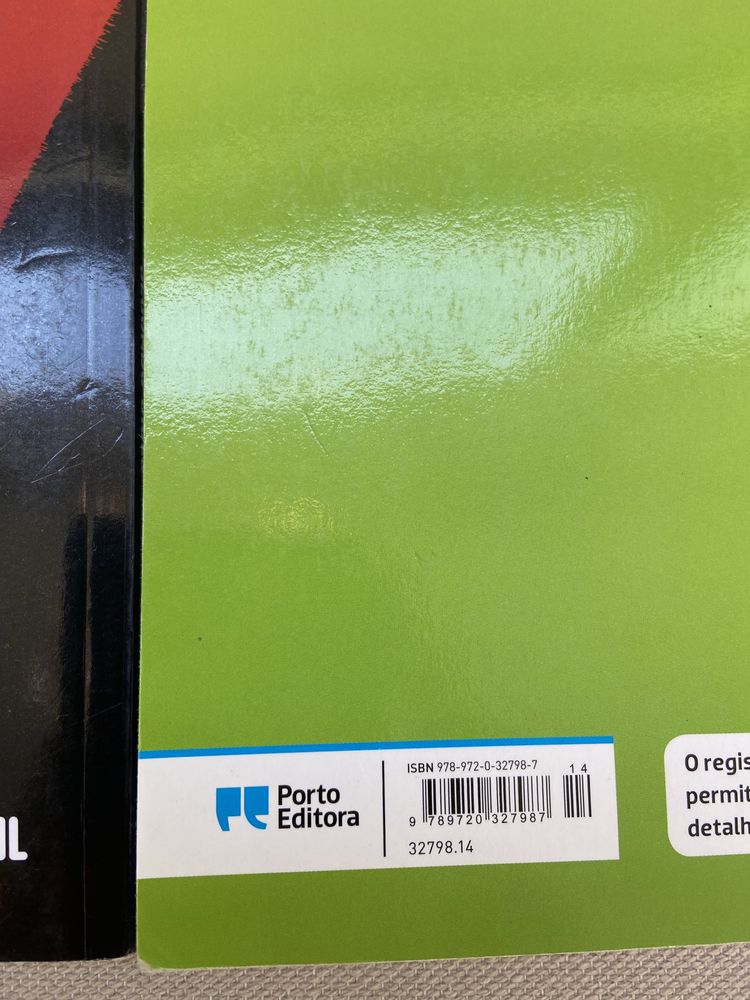 ISBN 978-972-0-32798-7
1 4
Porto
Editora
9 789720 327987
32798.14
O regis
permit
detalh